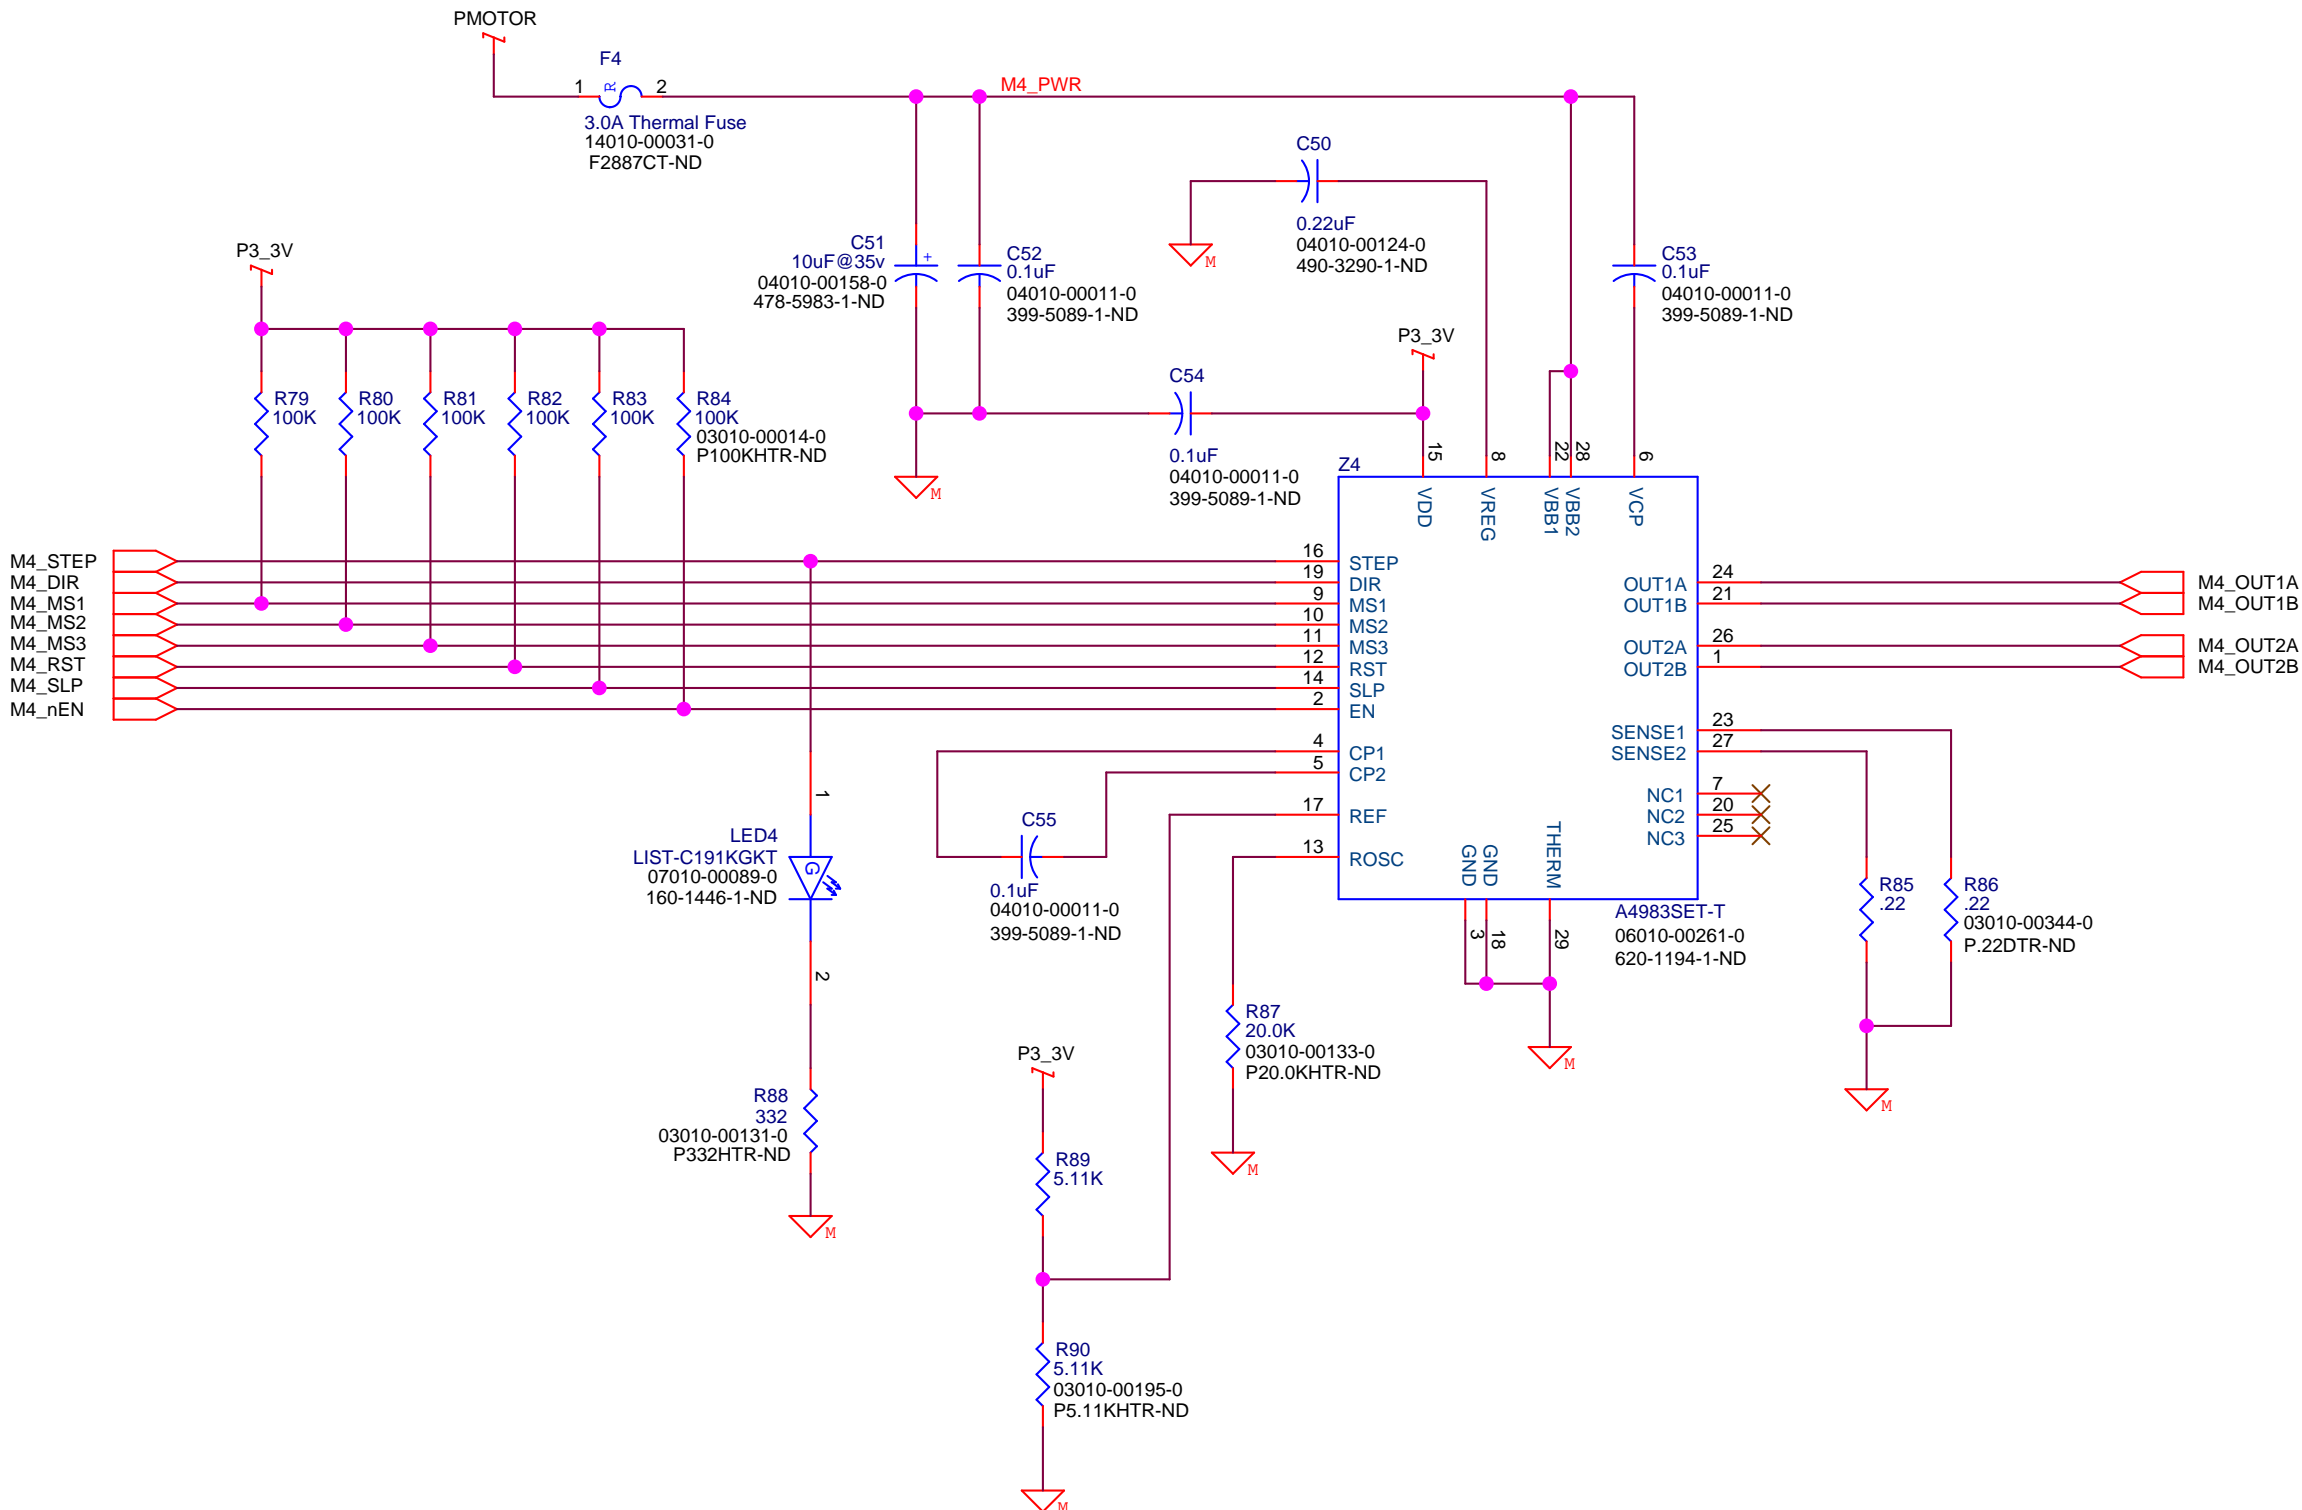 PMOTOR
F4
1
R
2
3.0A Thermal Fuse
14010-00031-0
F2887CT-ND
M4_PWR
C50
0.22uF
04010-00124-0
490-3290-1-ND
M
P3_3V
C51
10uF@35v
04010-00158-0
478-5983-1-ND
+
C52
0.1uF
04010-00011-0
399-5089-1-ND
C53
0.1uF
04010-00011-0
399-5089-1-ND
P3_3V
C54
0.1uF
04010-00011-0
399-5089-1-ND
M
R79
100K
R80
100K
R81
100K
R82
100K
R83
100K
R84
100K
03010-00014-0
P100KHTR-ND
Z4
15
8
22
28
6
VDD
VREG
VBB1
VBB2
VCP
M4_STEP
M4_DIR
M4_MS1
M4_MS2
M4_MS3
M4_RST
M4_SLP
M4_nEN
16 STEP
19 DIR
9 MS1
10 MS2
11 MS3
12 RST
14 SLP
2 EN
4 CP1
5 CP2
17 REF
13 ROSC
OUT1A 24
OUT1B 21
OUT2A 26
OUT2B 1
SENSE1 23
SENSE2 27
NC1 7
NC2 20
NC3 25
M4_OUT1A
M4_OUT1B
M4_OUT2A
M4_OUT2B
GND
GND
THERM
3
18
29
M
A4983SET-T
06010-00261-0
620-1194-1-ND
1
LED4
LIST-C191KGKT
07010-00089-0
160-1446-1-ND
G
2
C55
0.1uF
04010-00011-0
399-5089-1-ND
R85
.22
R86
.22
03010-00344-0
P.22DTR-ND
M
R87
20.0K
03010-00133-0
P20.0KHTR-ND
M
R88
332
03010-00131-0
P332HTR-ND
M
P3_3V
R89
5.11K
R90
5.11K
03010-00195-0
P5.11KHTR-ND
M